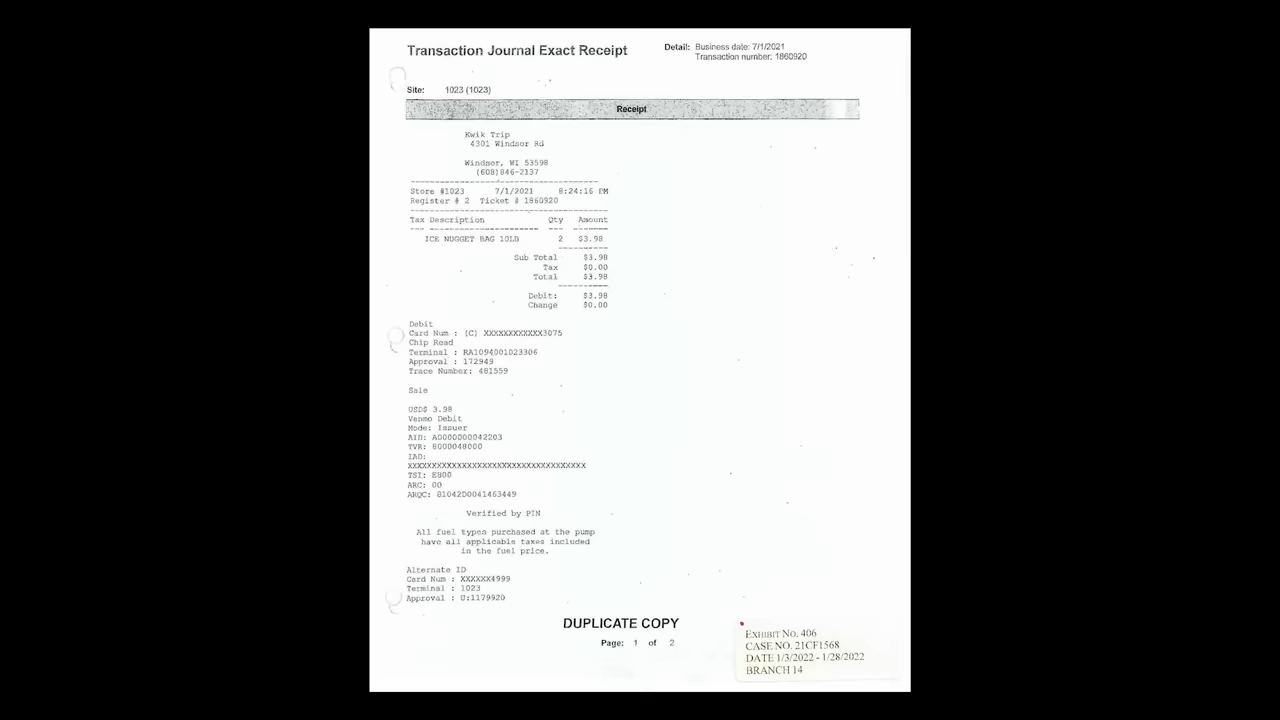 Transaction Journal Exact Receipt
Detail: Business date: 7/1/2021
Transaction number: 1860920
Site: 1023 (1023)
Receipt
Kwik Trip
4301 Windsor Rd
Windsor, WI 53598
(608)846-2137
Store #1023 7/1/2021 8:24:16 PM
Register # 2 Ticket # 1860920
Tax Description Qty Amount
ICE NUGGET BAG 10LB 2 $3.98
Sub Total $3.98
Tax $0.00
Total $3.98
Debit: $3.98
Change $0.00
Debit
Card Num : (C) XXXXXXXXXXXX3075
Chip Read
Terminal : RA1094001023306
Approval : 172949
Trace Number: 481559
Sale
USD$ 3.98
Venmo Debit
Mode: Issuer
AID: A0000000042203
TVR: 8000048000
IAD:
XXXXXXXXXXXXXXXXXXXXXXXXXXXXXXXXXXXX
TSI: E800
ARC: 00
ARQC: 81042D0041463449
Verified by PIN
All fuel types purchased at the pump
have all applicable taxes included
in the fuel price.
Alternate ID
Card Num : XXXXXX4999
Terminal : 1023
Approval : U:1179920
DUPLICATE COPY
Page: 1 of 2
EXHIBIT NO. 406
CASE NO. 21CF1568
DATE 1/3/2022 - 1/28/2022
BRANCH 14